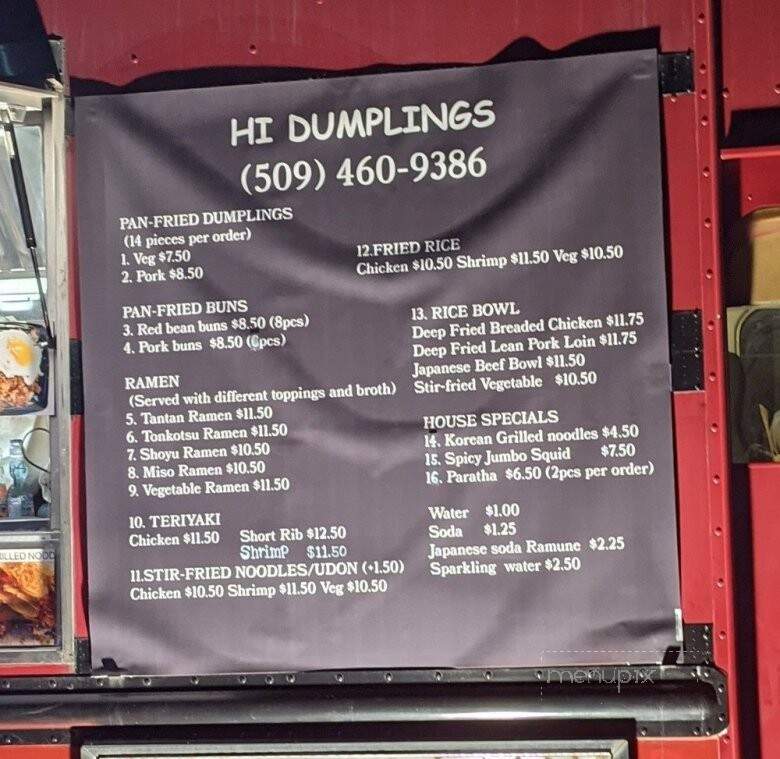 HI DUMPLINGS
(509) 460-9386
PAN-FRIED DUMPLINGS
(14 pieces per order)
1. Veg $7.50
2. Pork $8.50
PAN-FRIED BUNS
3. Red bean buns $8.50 (8pcs)
4. Pork buns $8.50 (6pcs)
RAMEN
(Served with different toppings and broth)
5. Tantan Ramen $11.50
6. Tonkotsu Ramen $11.50
7. Shoyu Ramen $10.50
8. Miso Ramen $10.50
9. Vegetable Ramen $11.50
10. TERIYAKI
Chicken $11.50 Short Rib $12.50
Shrimp $11.50
11.STIR-FRIED NOODLES/UDON (+1.50)
Chicken $10.50 Shrimp $11.50 Veg $10.50
12.FRIED RICE
Chicken $10.50 Shrimp $11.50 Veg $10.50
13. RICE BOWL
Deep Fried Breaded Chicken $11.75
Deep Fried Lean Pork Loin $11.75
Japanese Beef Bowl $11.50
Stir-fried Vegetable $10.50
HOUSE SPECIALS
14. Korean Grilled noodles $4.50
15. Spicy Jumbo Squid $7.50
16. Paratha $6.50 (2pcs per order)
Water $1.00
Soda $1.25
Japanese soda Ramune $2.25
Sparkling water $2.50
menupix